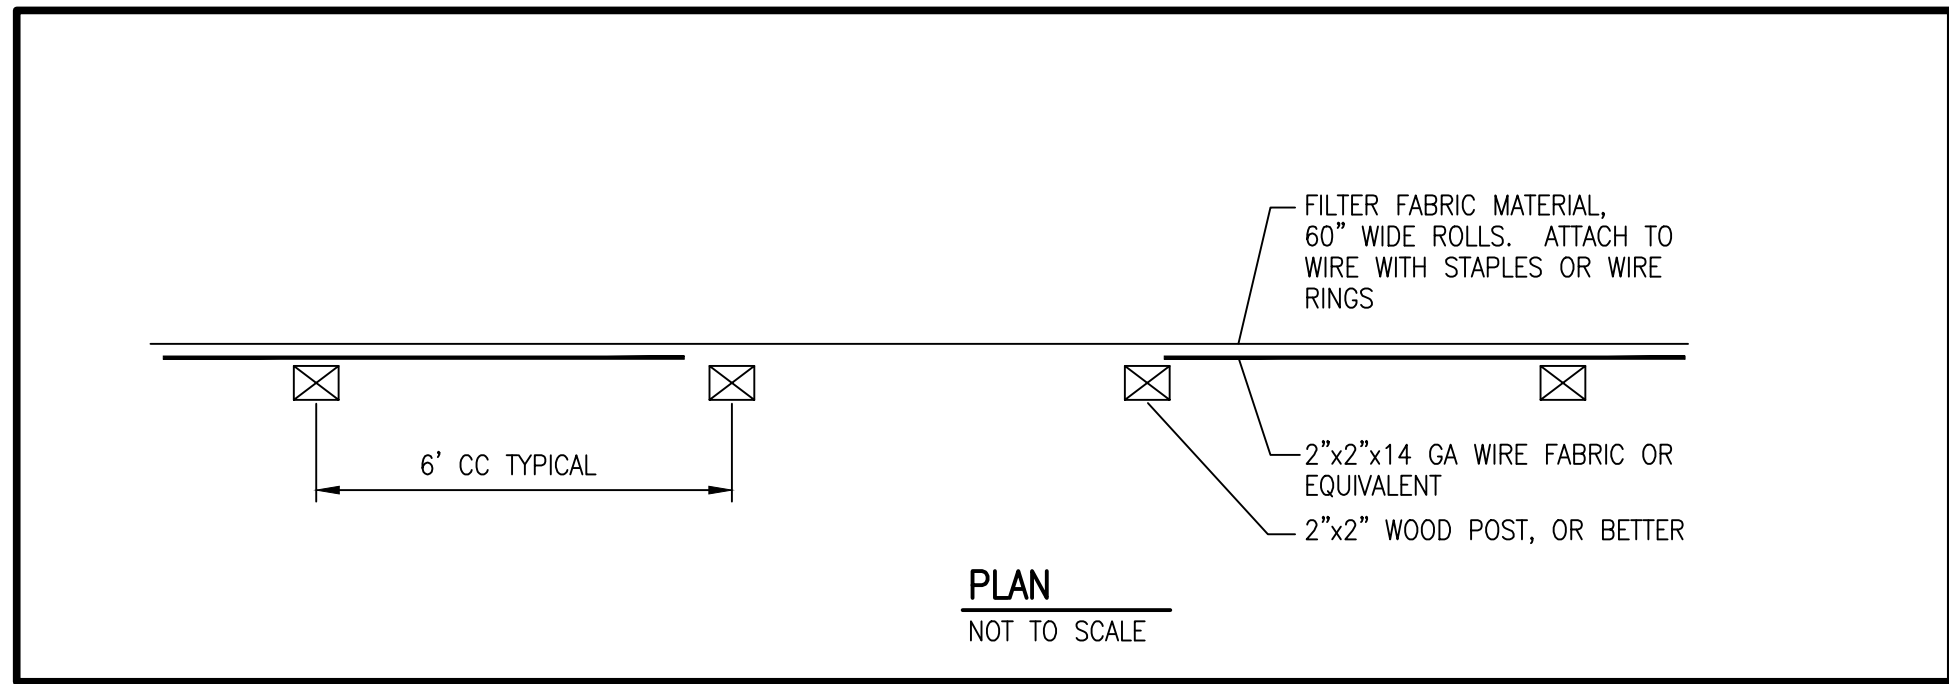 FILTER FABRIC MATERIAL,
60” WIDE ROLLS. ATTACH TO
WIRE WITH STAPLES OR WIRE
RINGS
6’ CC TYPICAL
2”x2”x14 GA WIRE FABRIC OR
EQUIVALENT
2”x2” WOOD POST, OR BETTER
PLAN
NOT TO SCALE